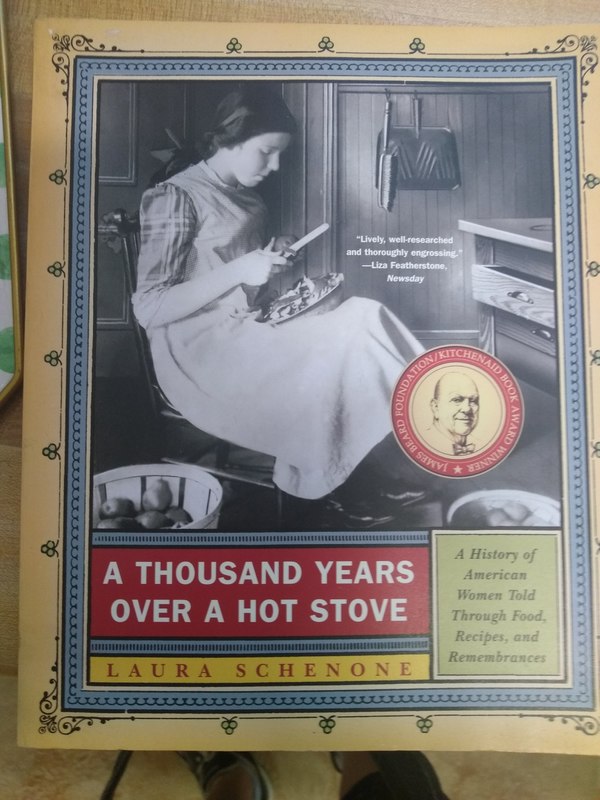 “Lively, well-researched
and thoroughly engrossing.”
—Liza Featherstone,
Newsday
JAMES BEARD FOUNDATION/KITCHENAID BOOK AWARD WINNER
A THOUSAND YEARS
OVER A HOT STOVE
LAURA SCHENONE
A History of
American
Women Told
Through Food,
Recipes, and
Remembrances